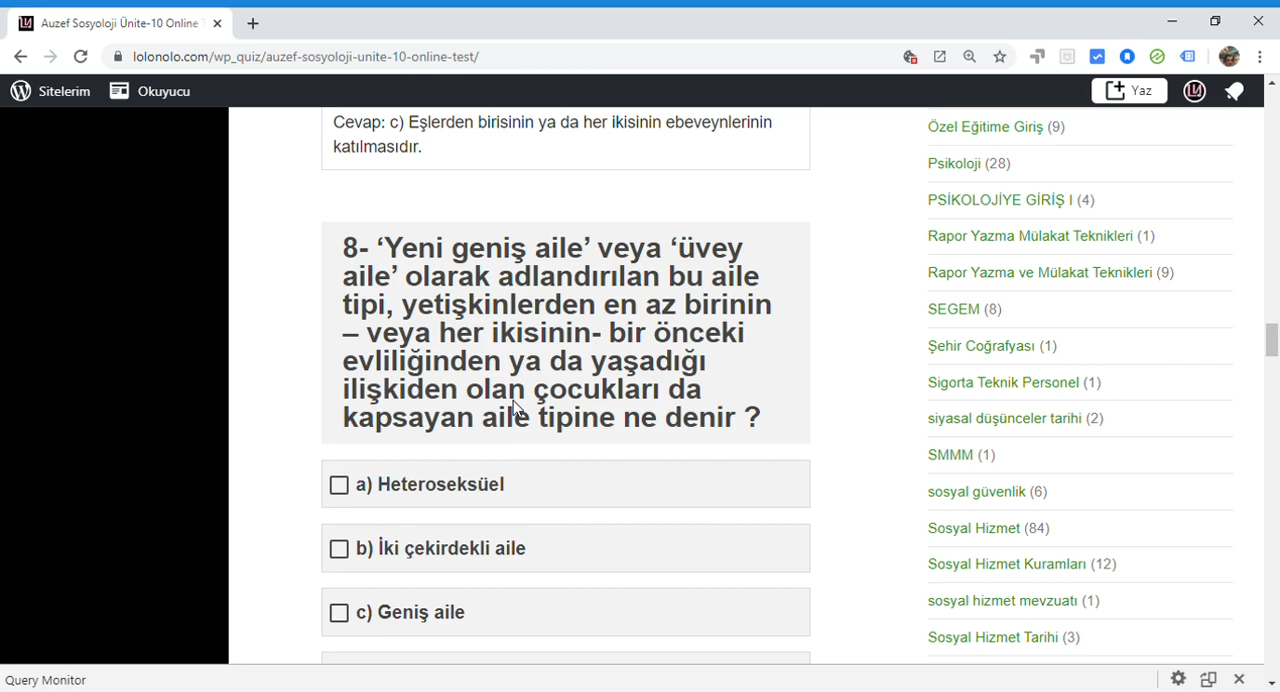 Auzef Sosyoloji Ünite-10 Online
lolonolo.com/wp_quiz/auzef-sosyoloji-unite-10-online-test/
Sitelerim
Okuyucu
Yaz
Cevap: c) Eşlerden birisinin ya da her ikisinin ebeveynlerinin
katılmasıdır.
8- ‘Yeni geniş aile’ veya ‘üvey
aile’ olarak adlandırılan bu aile
tipi, yetişkinlerden en az birinin
– veya her ikisinin- bir önceki
evliliğinden ya da yaşadığı
ilişkiden olan çocukları da
kapsayan aile tipine ne denir ?
a) Heteroseksüel
b) İki çekirdekli aile
c) Geniş aile
Özel Eğitime Giriş (9)
Psikoloji (28)
PSİKOLOJİYE GİRİŞ I (4)
Rapor Yazma Mülakat Teknikleri (1)
Rapor Yazma ve Mülakat Teknikleri (9)
SEGEM (8)
Şehir Coğrafyası (1)
Sigorta Teknik Personel (1)
siyasal düşünceler tarihi (2)
SMMM (1)
sosyal güvenlik (6)
Sosyal Hizmet (84)
Sosyal Hizmet Kuramları (12)
sosyal hizmet mevzuatı (1)
Sosyal Hizmet Tarihi (3)
Query Monitor